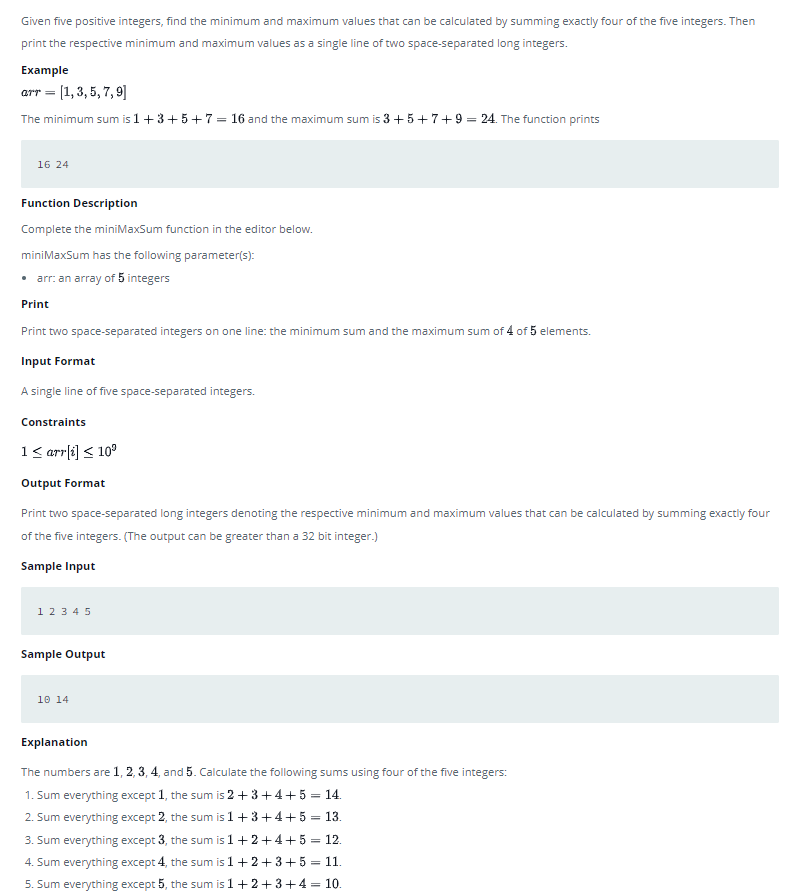 Given five positive integers, find the minimum and maximum values that can be calculated by summing exactly four of the five integers. Then
print the respective minimum and maximum values as a single line of two space-separated long integers.
Example
arr = [1, 3, 5, 7, 9]
The minimum sum is 1 + 3 + 5 + 7 = 16 and the maximum sum is 3 + 5 + 7 + 9 = 24. The function prints
16 24
Function Description
Complete the miniMaxSum function in the editor below.
miniMaxSum has the following parameter(s):
• arr: an array of 5 integers
Print
Print two space-separated integers on one line: the minimum sum and the maximum sum of 4 of 5 elements.
Input Format
A single line of five space-separated integers.
Constraints
1 ≤ arr[i] ≤ 10⁹
Output Format
Print two space-separated long integers denoting the respective minimum and maximum values that can be calculated by summing exactly four
of the five integers. (The output can be greater than a 32 bit integer.)
Sample Input
1 2 3 4 5
Sample Output
10 14
Explanation
The numbers are 1, 2, 3, 4, and 5. Calculate the following sums using four of the five integers:
1. Sum everything except 1, the sum is 2 + 3 + 4 + 5 = 14.
2. Sum everything except 2, the sum is 1 + 3 + 4 + 5 = 13.
3. Sum everything except 3, the sum is 1 + 2 + 4 + 5 = 12.
4. Sum everything except 4, the sum is 1 + 2 + 3 + 5 = 11.
5. Sum everything except 5, the sum is 1 + 2 + 3 + 4 = 10.